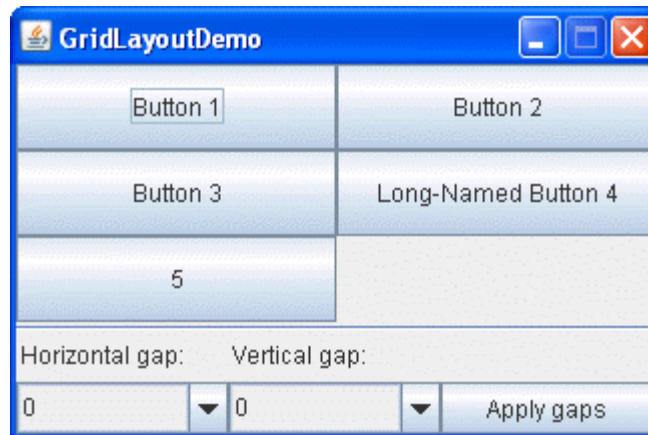 GridLayoutDemo
Button 1 Button 2
Button 3 Long-Named Button 4
5
Horizontal gap: Vertical gap:
0 0 Apply gaps